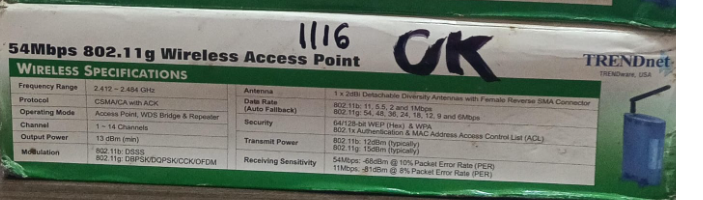 1116
OK
54Mbps 802.11g Wireless Access Point
TRENDnet
TRENDware, USA
WIRELESS SPECIFICATIONS
Frequency Range 2.412 ~ 2.484 GHz
Protocol CSMA/CA with ACK
Operating Mode Access Point, WDS Bridge & Repeater
Channel 1 ~ 14 Channels
Output Power 13 dBm (min)
Modulation 802.11b: DSSS
802.11g: DBPSK/DQPSK/CCK/OFDM
Antenna 1 x 2dBi Detachable Diversity Antennas with Female Reverse SMA Connector
Data Rate 802.11b: 11, 5.5, 2 and 1Mbps
(Auto Fallback) 802.11g: 54, 48, 36, 24, 18, 12, 9 and 6Mbps
Security 64/128-bit WEP (Hex) & WPA
802.1x Authentication & MAC Address Access Control List (ACL)
Transmit Power 802.11b: 12dBm (typically)
802.11g: 15dBm (typically)
Receiving Sensitivity 54Mbps: -68dBm @ 10% Packet Error Rate (PER)
11Mbps: -81dBm @ 8% Packet Error Rate (PER)